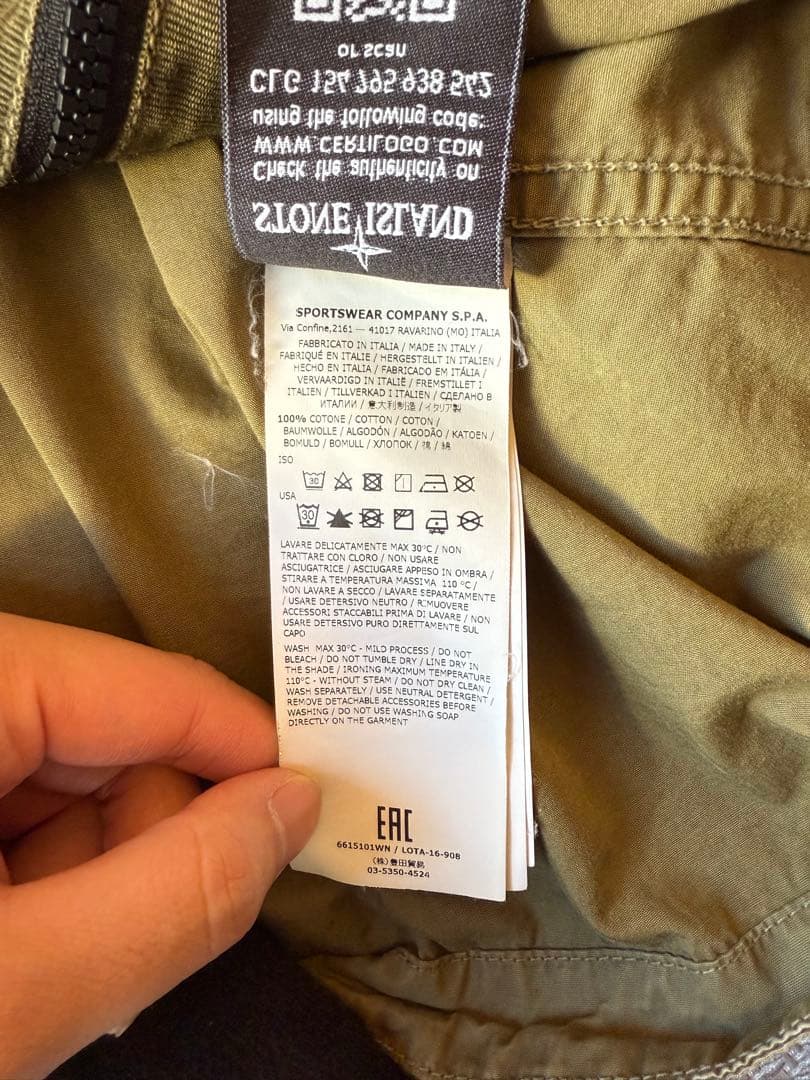 STONE ISLAND
Check the authenticity on
WWW.CERTILOGO.COM
using the following code:
CLG 154 795 938 542
or scan
SPORTSWEAR COMPANY S.P.A.
Via Confine,2161 — 41017 RAVARINO (MO) ITALIA
FABBRICATO IN ITALIA / MADE IN ITALY /
FABRIQUÉ EN ITALIE / HERGESTELLT IN ITALIEN /
HECHO EN ITALIA / FABRICADO EM ITÁLIA /
VERVAARDIGD IN ITALIË / FREMSTILLET I
ITALIEN / TILLVERKAD I ITALIEN / СДЕЛАНО В
ИТАЛИИ / 意大利制造 / イタリア製
100% COTONE / COTTON / COTON /
BAUMWOLLE / ALGODÓN / ALGODÃO / KATOEN /
BOMULD / BOMULL / ХЛОПОК / 棉 / 綿
ISO
30
USA
30
LAVARE DELICATAMENTE MAX 30°C / NON
TRATTARE CON CLORO / NON USARE
ASCIUGATRICE / ASCIUGARE APPESO IN OMBRA /
STIRARE A TEMPERATURA MASSIMA 110 °C /
NON LAVARE A SECCO / LAVARE SEPARATAMENTE
/ USARE DETERSIVO NEUTRO / RIMUOVERE
ACCESSORI STACCABILI PRIMA DI LAVARE / NON
USARE DETERSIVO PURO DIRETTAMENTE SUL
CAPO
WASH MAX 30°C - MILD PROCESS / DO NOT
BLEACH / DO NOT TUMBLE DRY / LINE DRY IN
THE SHADE / IRONING MAXIMUM TEMPERATURE
110°C - WITHOUT STEAM / DO NOT DRY CLEAN /
WASH SEPARATELY / USE NEUTRAL DETERGENT /
REMOVE DETACHABLE ACCESSORIES BEFORE
WASHING / DO NOT USE WASHING SOAP
DIRECTLY ON THE GARMENT
EAC
6615101WN / LOTA-16-908
(株)豊田貿易
03-5350-4524